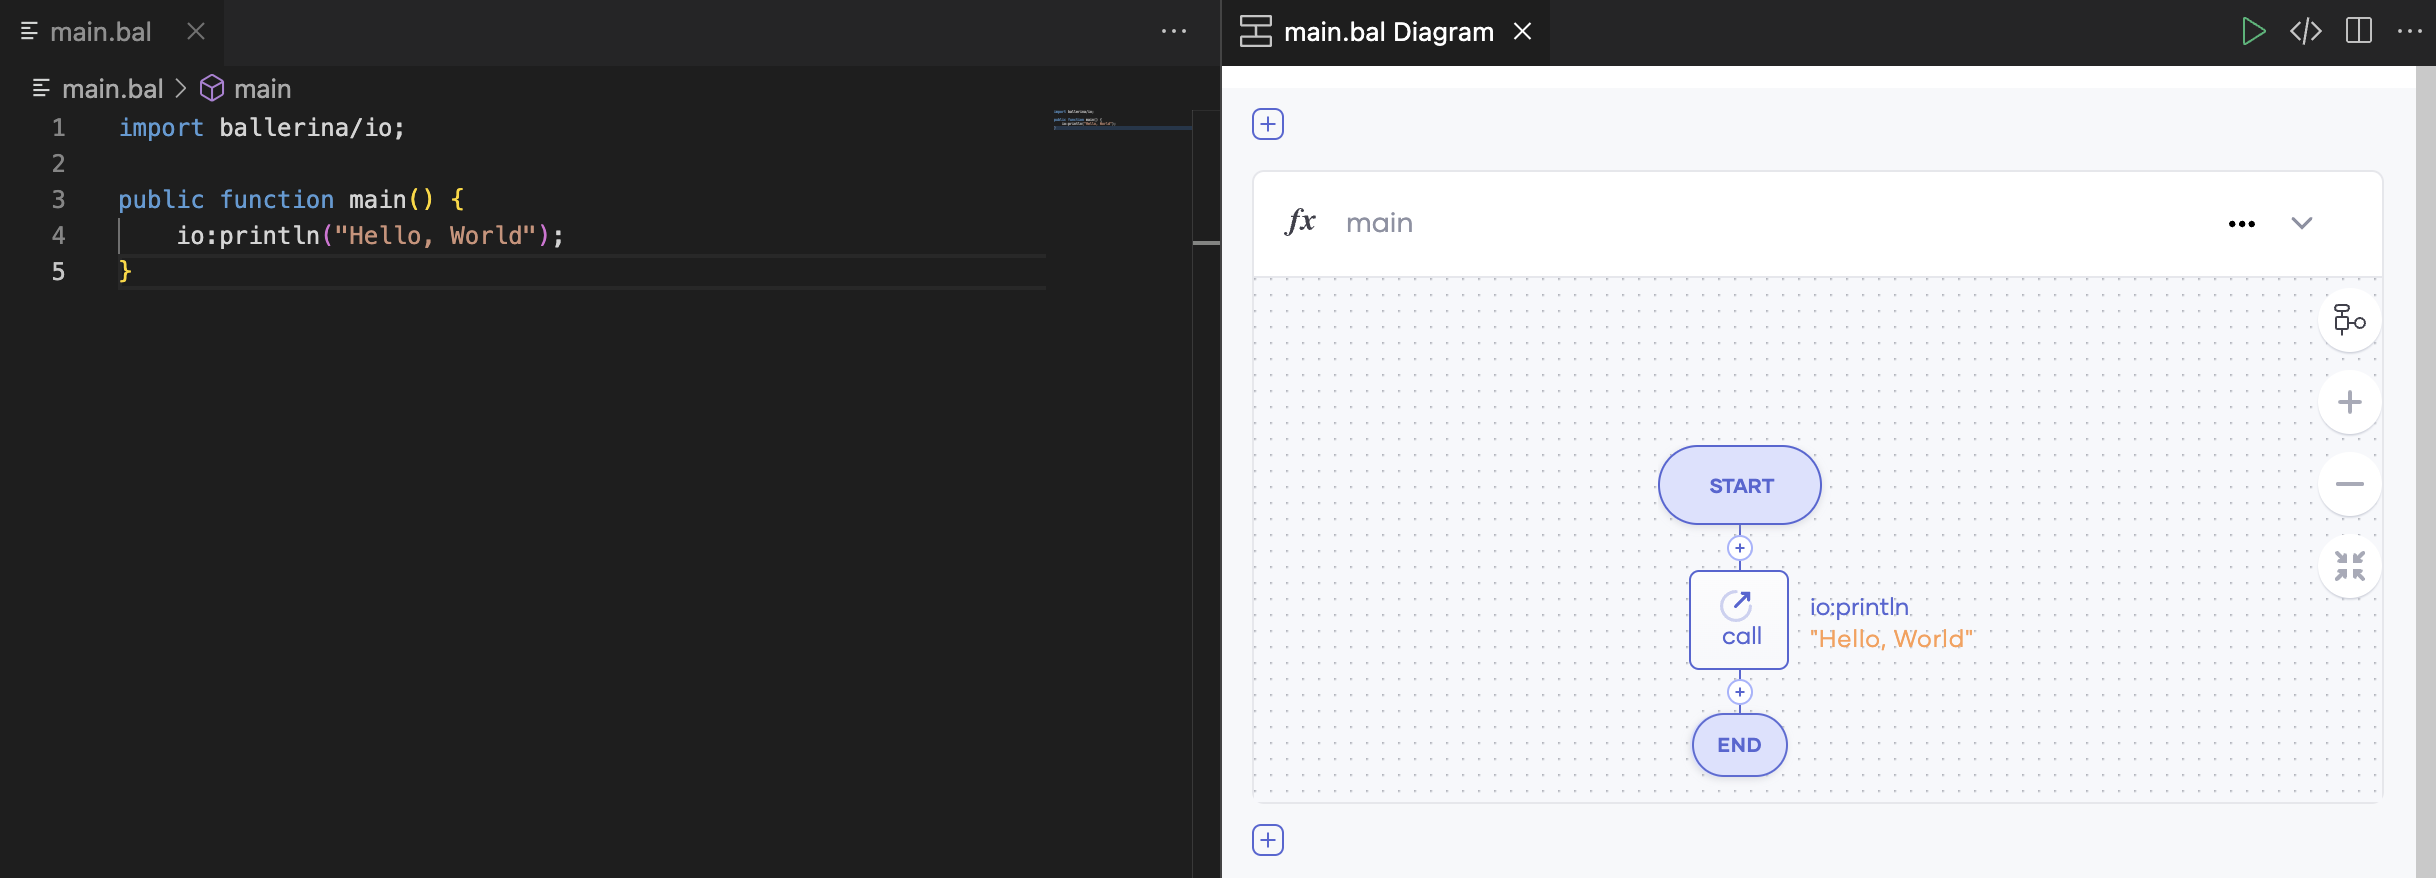 main.bal
main.bal > main
1 import ballerina/io;
2
3 public function main() {
4 io:println("Hello, World");
5 }
main.bal Diagram
fx main
START
call
io:println
"Hello, World"
END